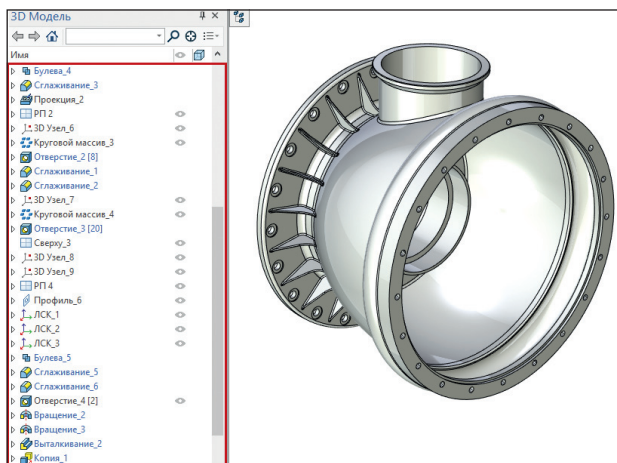 3D Модель
Имя
Булева_4
Сглаживание_3
Проекция_2
РП 2
3D Узел_6
Круговой массив_3
Отверстие_2 [8]
Сглаживание_1
Сглаживание_2
3D Узел_7
Круговой массив_4
Отверстие_3 [20]
Сверху_3
3D Узел_8
3D Узел_9
РП 4
Профиль_6
ЛСК_1
ЛСК_2
ЛСК_3
Булева_5
Сглаживание_5
Сглаживание_6
Отверстие_4 [2]
Вращение_2
Вращение_3
Выталкивание_2
Копия_1